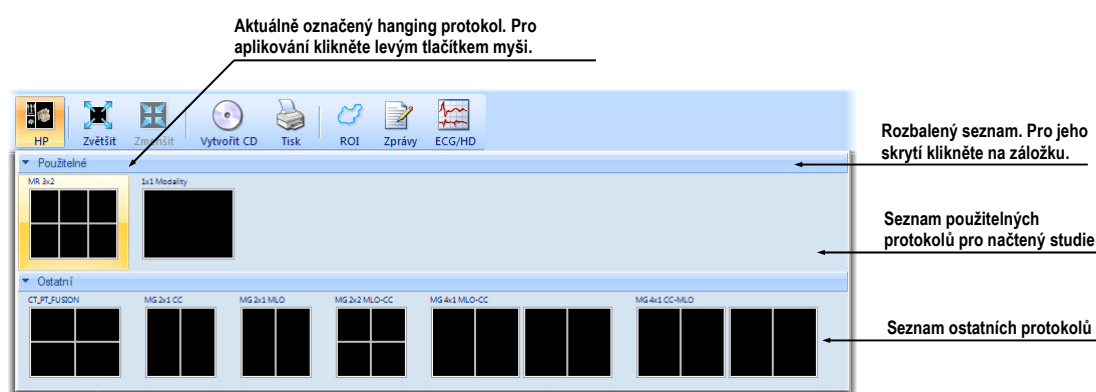 Aktuálně označený hanging protokol. Pro
aplikování klikněte levým tlačítkem myši.
HP
Zvětšit
Zmenšit
Vytvořit CD
Tisk
ROI
Zprávy
ECG/HD
Rozbalený seznam. Pro jeho
skrytí klikněte na záložku.
Použitelné
MR 3x2
1x1 Modality
Seznam použitelných
protokolů pro načtený studie
Ostatní
CT_PT_FUSION
MG 2x1 CC
MG 2x1 MLO
MG 2x2 MLO-CC
MG 4x1 MLO-CC
MG 4x1 CC-MLO
Seznam ostatních protokolů